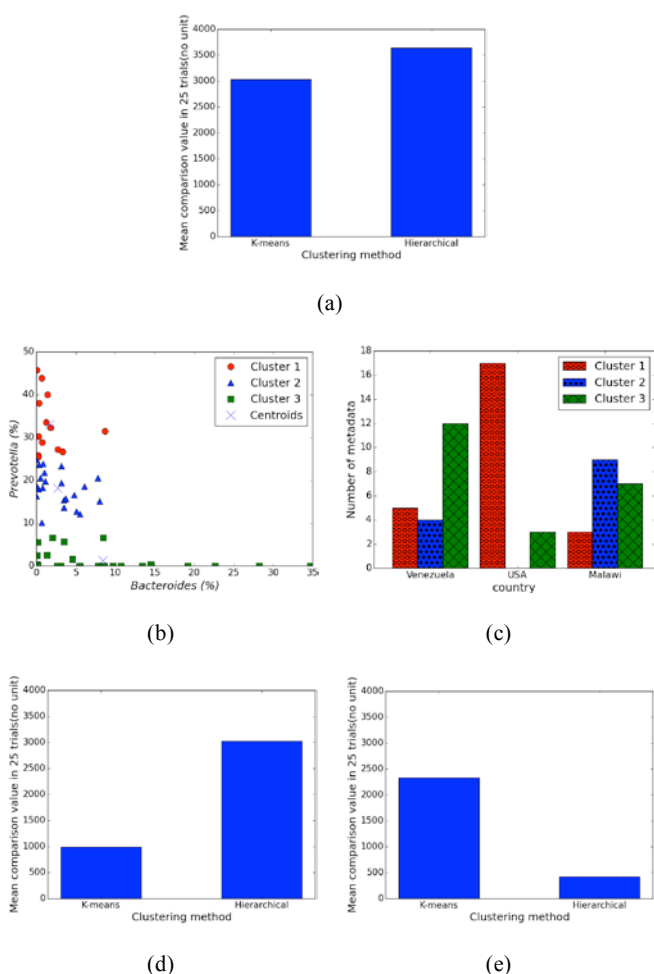 Mean comparison value in 25 trials(no unit)
4000
3500
3000
2500
2000
1500
1000
500
0
K-means
Hierarchical
Clustering method
(a)
Prevotella (%)
50
40
30
20
10
0
0
5
10
15
20
25
30
35
Bacteroides (%)
Cluster 1
Cluster 2
Cluster 3
Centroids
(b)
Number of metadata
18
16
14
12
10
8
6
4
2
0
Venezuela
USA
Malawi
country
Cluster 1
Cluster 2
Cluster 3
(c)
Mean comparison value in 25 trials(no unit)
4000
3500
3000
2500
2000
1500
1000
500
0
K-means
Hierarchical
Clustering method
(d)
Mean comparison value in 25 trials(no unit)
4000
3500
3000
2500
2000
1500
1000
500
0
K-means
Hierarchical
Clustering method
(e)